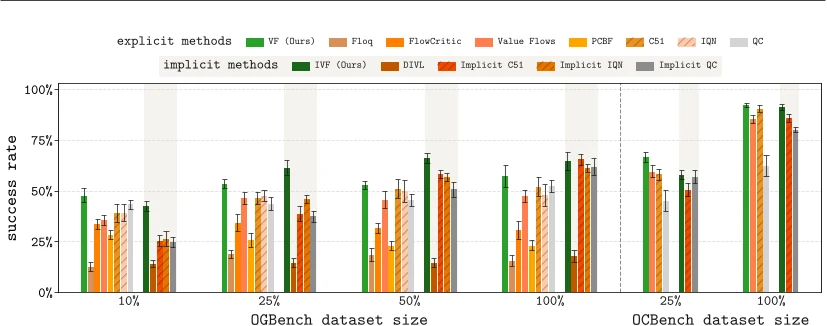 explicit methods VF (Ours) Floq FlowCritic Value Flows PCBF C51 IQN QC
implicit methods IVF (Ours) DIVL Implicit C51 Implicit IQN Implicit QC
100%
75%
50%
25%
0%
success rate
10% 25% 50% 100% 25% 100%
OGBench dataset size OCBench dataset size